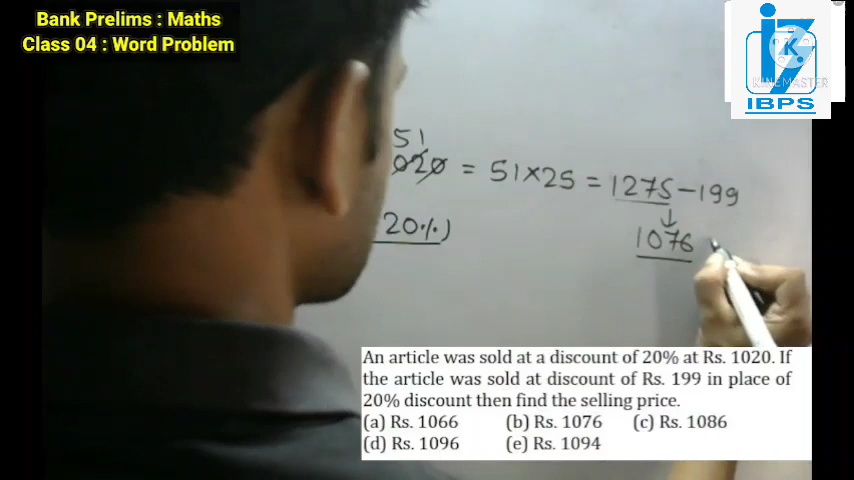 Bank Prelims : Maths
Class 04 : Word Problem
K
KINEMASTER
IBPS
51
020 = 51×25 = 1275-199
20%)
↓
1076
An article was sold at a discount of 20% at Rs. 1020. If
the article was sold at discount of Rs. 199 in place of
20% discount then find the selling price.
(a) Rs. 1066 (b) Rs. 1076 (c) Rs. 1086
(d) Rs. 1096 (e) Rs. 1094